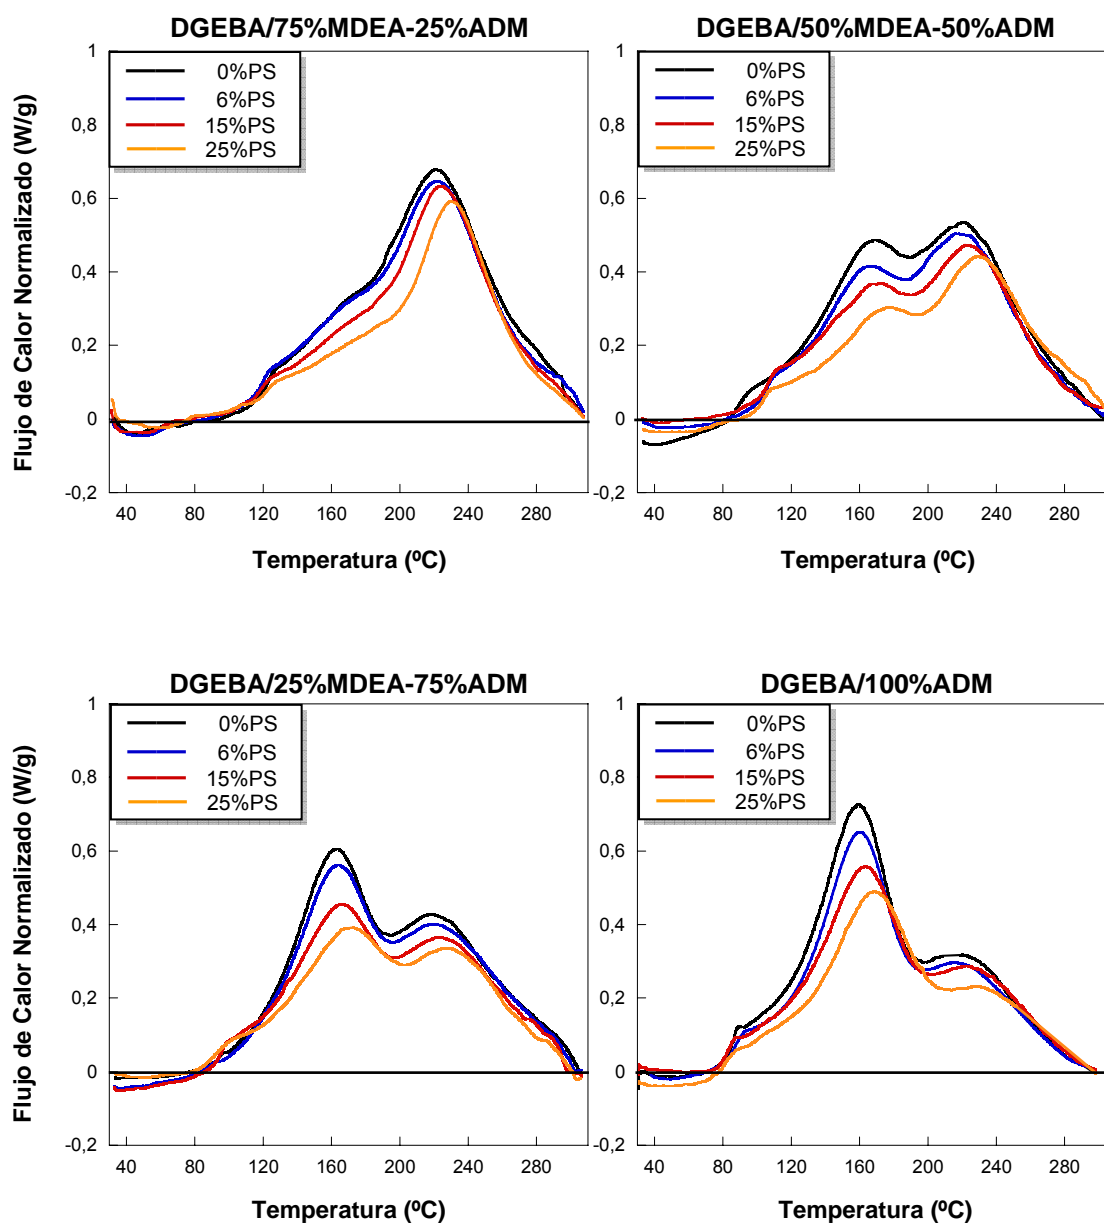 DGEBA/75%MDEA-25%ADM
1
0,8
0,6
0,4
0,2
0
-0,2
0%PS
6%PS
15%PS
25%PS
40
80
120
160
200
240
280
Flujo de Calor Normalizado (W/g)
Temperatura (ºC)
DGEBA/50%MDEA-50%ADM
1
0,8
0,6
0,4
0,2
0
-0,2
0%PS
6%PS
15%PS
25%PS
40
80
120
160
200
240
280
Temperatura (ºC)
DGEBA/25%MDEA-75%ADM
1
0,8
0,6
0,4
0,2
0
-0,2
0%PS
6%PS
15%PS
25%PS
40
80
120
160
200
240
280
Flujo de Calor Normalizado (W/g)
Temperatura (ºC)
DGEBA/100%ADM
1
0,8
0,6
0,4
0,2
0
-0,2
0%PS
6%PS
15%PS
25%PS
40
80
120
160
200
240
280
Temperatura (ºC)